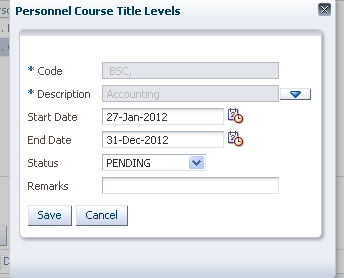 Personnel Course Title Levels
* Code BSC,
* Description Accounting
Start Date 27-Jan-2012
End Date 31-Dec-2012
Status PENDING
Remarks
Save Cancel